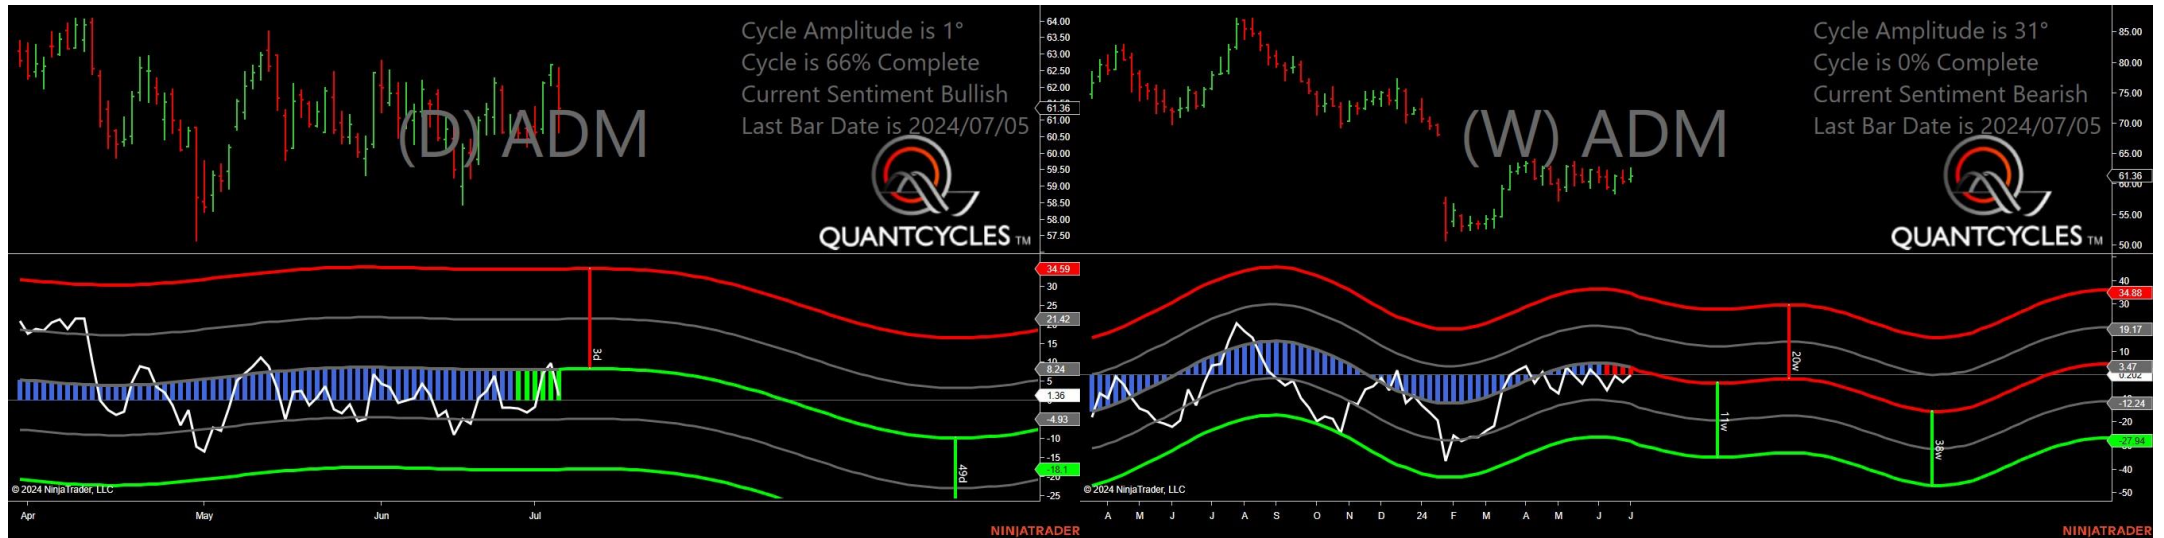 Cycle Amplitude is 1°
Cycle is 66% Complete
Current Sentiment Bullish
Last Bar Date is 2024/07/05
(D) ADM
QUANTCYCLES TM
64.00
63.50
63.00
62.50
62.00
61.36
61.00
60.50
60.00
59.50
59.00
58.50
58.00
57.50
34.59
30
25
21.42
15
10
8.24
5
1.36
-4.93
-10
-15
-18.1
-20
-25
3d
49d
© 2024 NinjaTrader, LLC
Apr May Jun Jul
NINJATRADER
Cycle Amplitude is 31°
Cycle is 0% Complete
Current Sentiment Bearish
Last Bar Date is 2024/07/05
(W) ADM
QUANTCYCLES TM
85.00
80.00
75.00
70.00
61.36
60.00
55.00
50.00
40
34.88
30
19.17
10
3.47
0.202
-12.24
-20
-27.94
-40
-50
20w
11w
38w
© 2024 NinjaTrader, LLC
A M J J A S O N D 24 F M A M J J
NINJATRADER